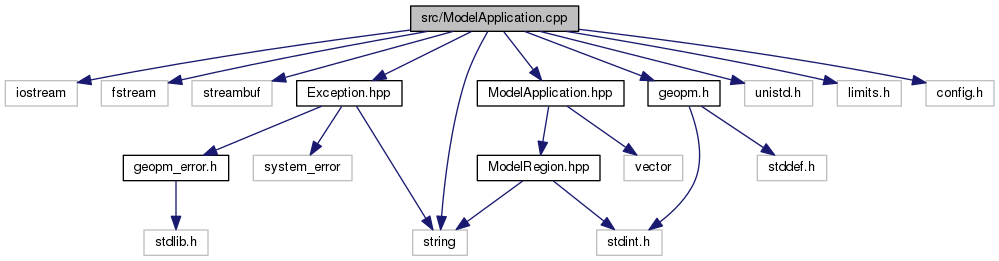 src/ModelApplication.cpp
iostream
fstream
streambuf
Exception.hpp
ModelApplication.hpp
geopm.h
unistd.h
limits.h
config.h
geopm_error.h
system_error
ModelRegion.hpp
vector
stddef.h
stdlib.h
string
stdint.h